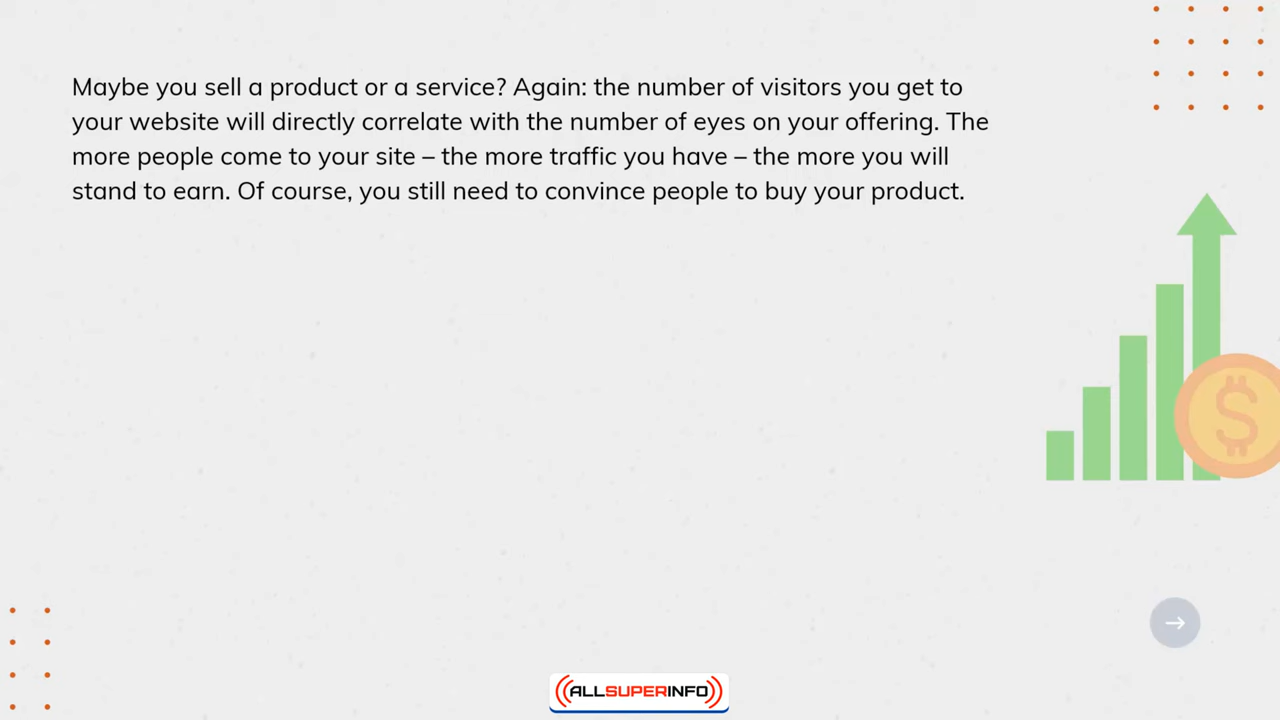 Maybe you sell a product or a service? Again: the number of visitors you get to
your website will directly correlate with the number of eyes on your offering. The
more people come to your site – the more traffic you have – the more you will
stand to earn. Of course, you still need to convince people to buy your product.
$
ALLSUPERINFO